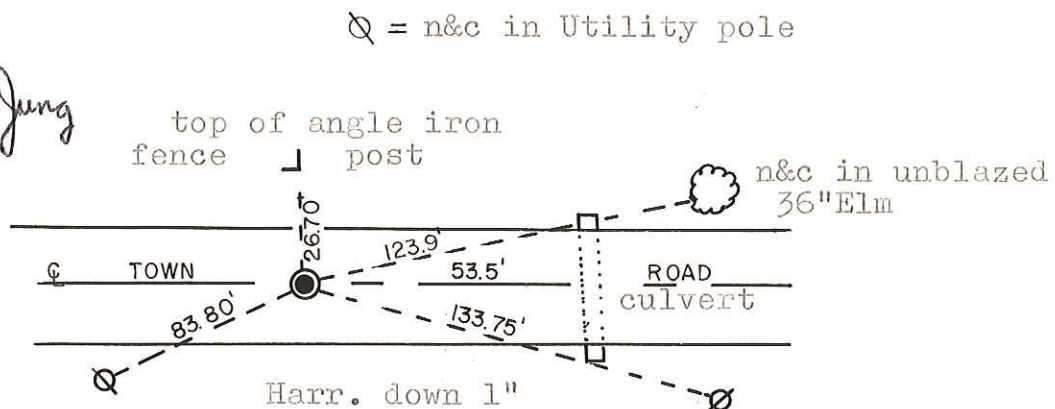 = n&c in Utility pole
Jung
top of angle iron
fence post
n&c in unblazed
36"Elm
26.70'
123.9'
℄ TOWN 53.5' ROAD
culvert
83.80'
133.75'
Harr. down 1"